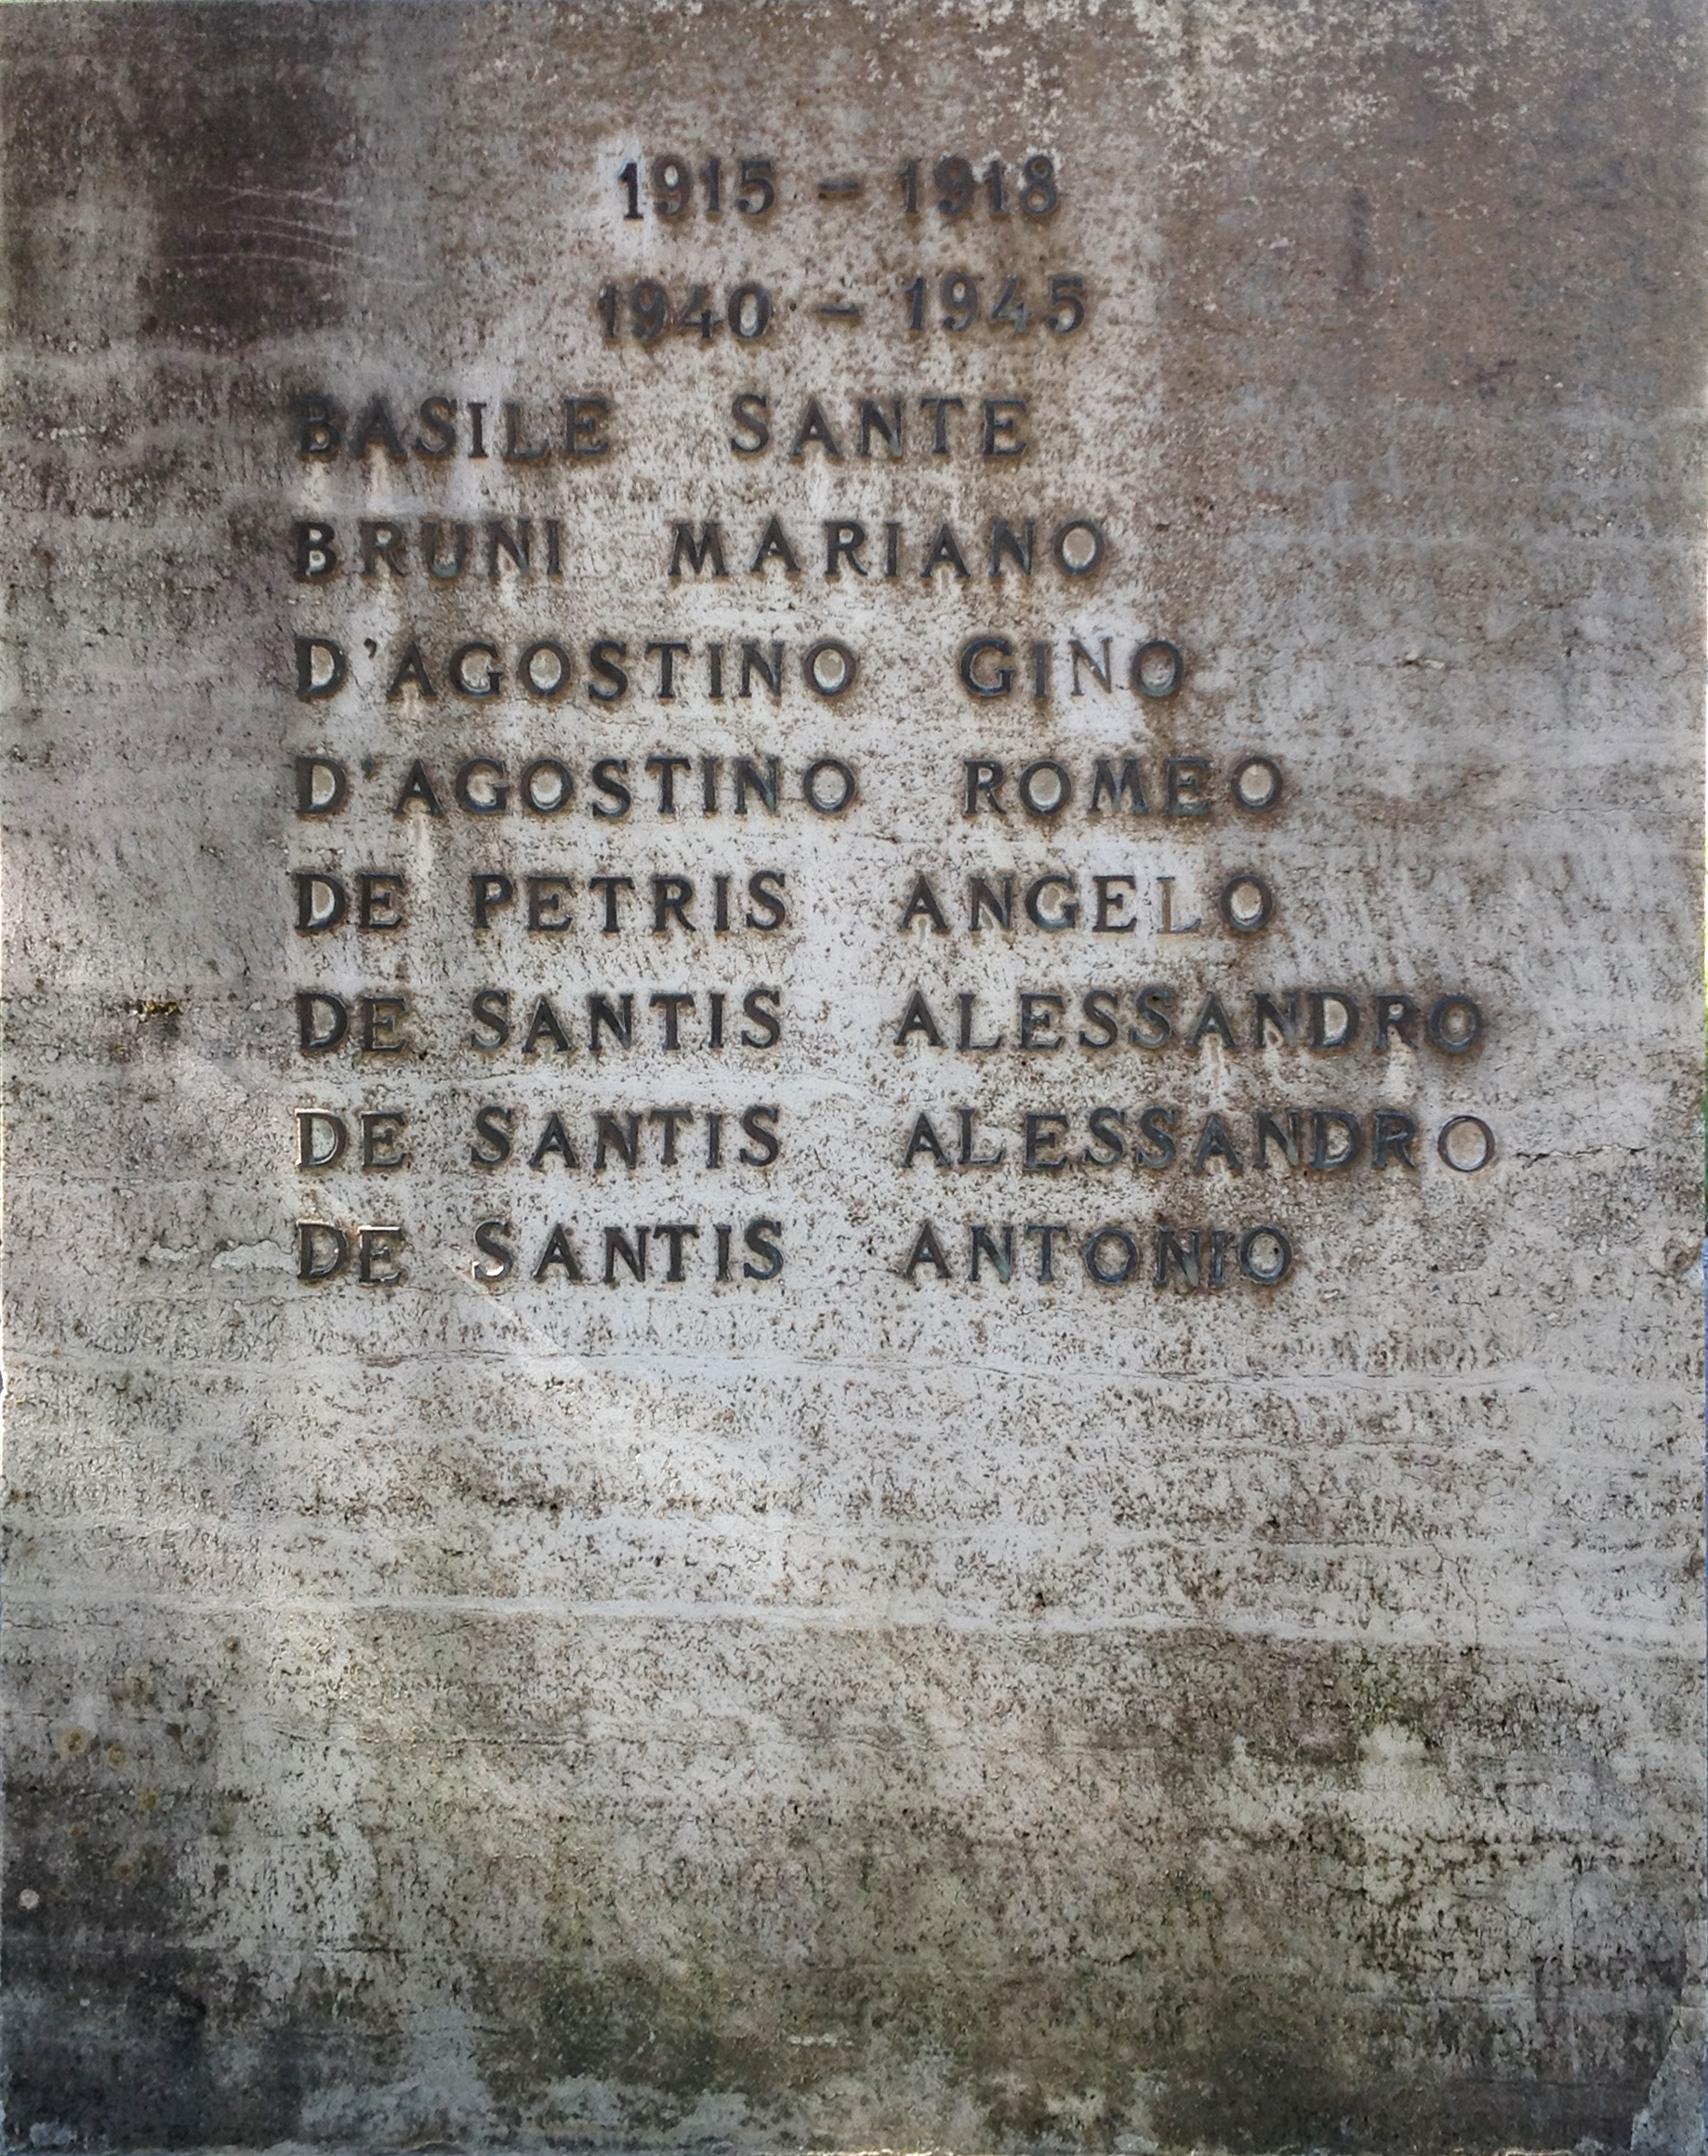 1915 - 1918
1940 - 1945
BASILE SANTE
BRUNI MARIANO
D'AGOSTINO GINO
D'AGOSTINO ROMEO
DE PETRIS ANGELO
DE SANTIS ALESSANDRO
DE SANTIS ALESSANDRO
DE SANTIS ANTONIO